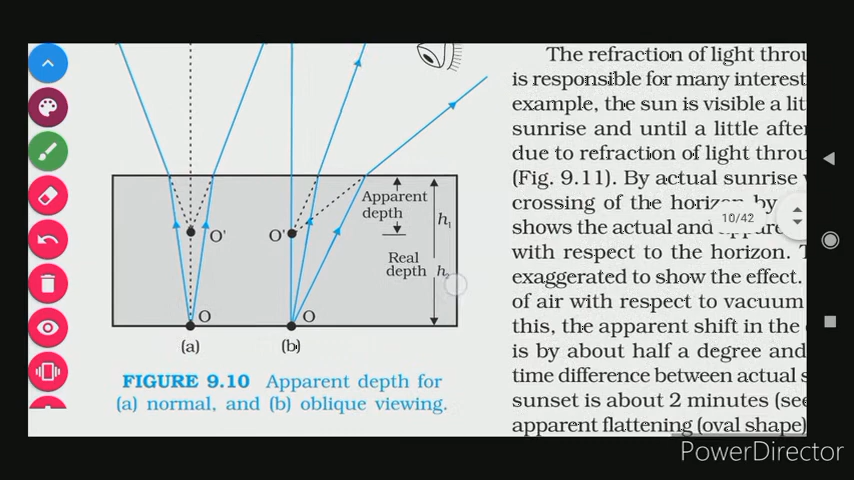 The refraction of light throu
is responsible for many interest
example, the sun is visible a lit
sunrise and until a little afte
due to refraction of light throu
(Fig. 9.11). By actual sunrise
crossing of the horizon by
10/42
shows the actual and appare
with respect to the horizon.
exaggerated to show the effect.
of air with respect to vacuum
this, the apparent shift in the
is by about half a degree and
time difference between actual s
sunset is about 2 minutes (see
apparent flattening (oval shape)
Apparent
depth
h₁
O'
O'
Real
depth h₂
O
O
(a)
(b)
FIGURE 9.10 Apparent depth for
(a) normal, and (b) oblique viewing.
PowerDirector